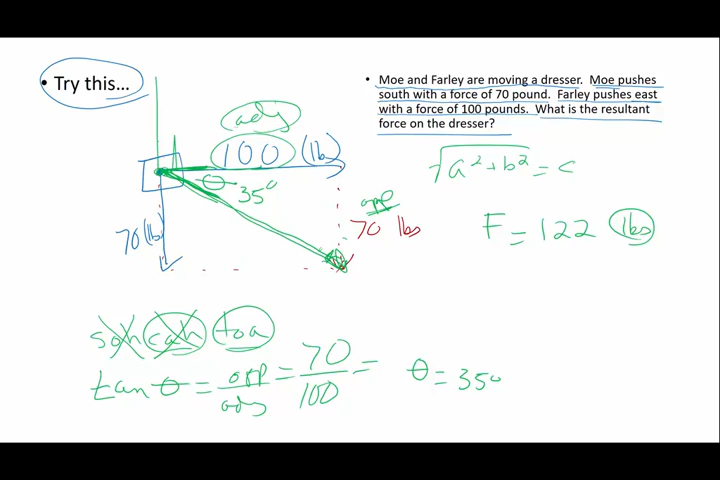 • Try this...
• Moe and Farley are moving a dresser. Moe pushes
south with a force of 70 pound. Farley pushes east
with a force of 100 pounds. What is the resultant
force on the dresser?
adj
100 (lbs)
θ 35°
70 (lbs)
opp
70 lbs
√a²+b² = c
F = 122 lbs
soh cah toa
tan θ = opp/adj = 70/100 =
θ = 35°